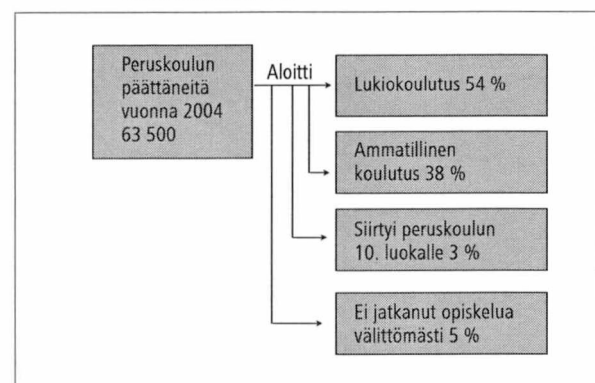 Peruskoulun
päättäneitä
vuonna 2004
63 500
Aloitti
Lukiokoulutus 54 %
Ammatillinen
koulutus 38 %
Siirtyi peruskoulun
10. luokalle 3 %
Ei jatkanut opiskelua
välittömästi 5 %